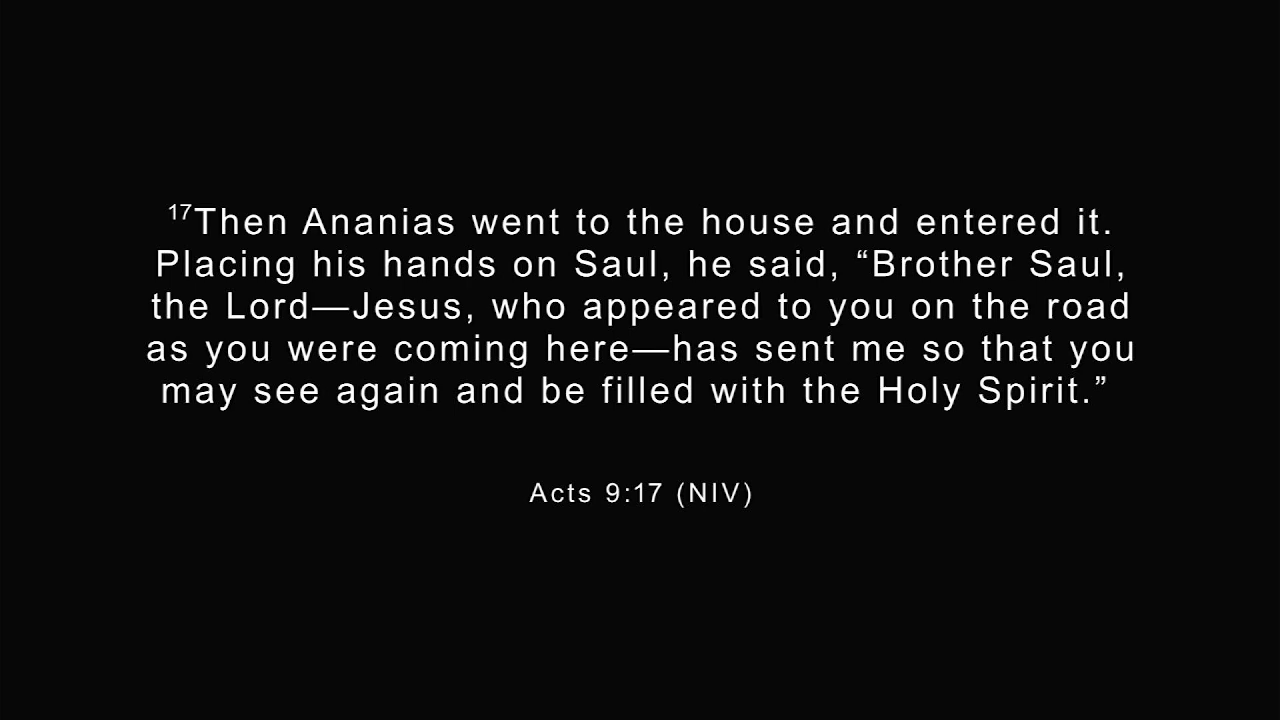 ¹⁷Then Ananias went to the house and entered it.
Placing his hands on Saul, he said, “Brother Saul,
the Lord—Jesus, who appeared to you on the road
as you were coming here—has sent me so that you
may see again and be filled with the Holy Spirit.”
Acts 9:17 (NIV)